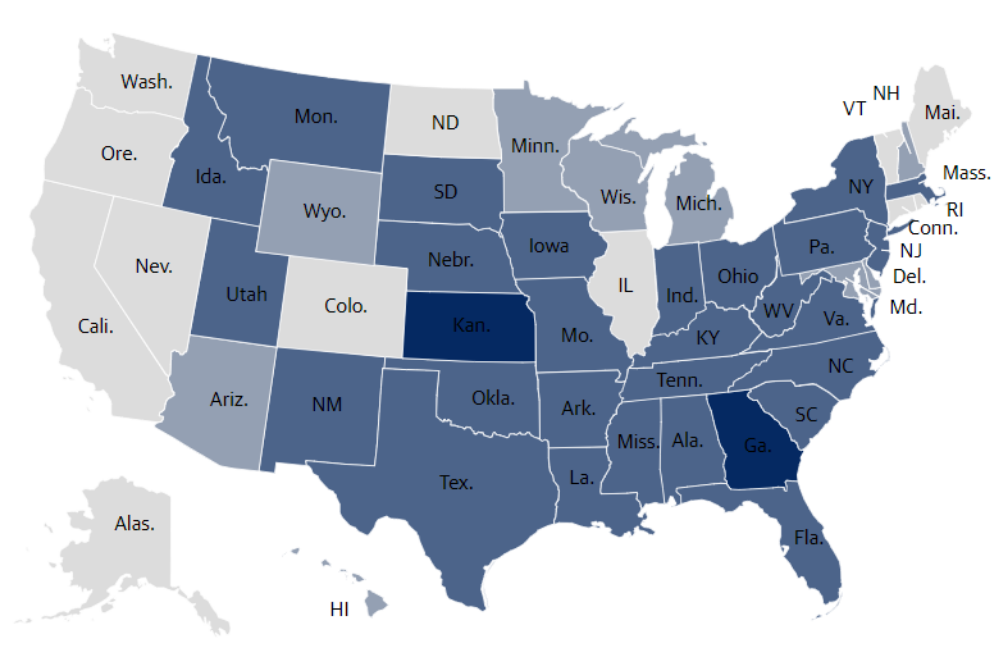 Wash.
Mon.
ND
Minn.
VT
NH
Mai.
Ore.
Ida.
SD
Wis.
Mich.
NY
Mass.
Wyo.
RI
Conn.
Nev.
Nebr.
Iowa
Pa.
NJ
Utah
Colo.
IL
Ind.
Ohio
Del.
Md.
Cali.
Kan.
Mo.
KY
WV
Va.
Ariz.
NM
Okla.
Ark.
Tenn.
NC
SC
Tex.
La.
Miss.
Ala.
Ga.
Alas.
Fla.
HI